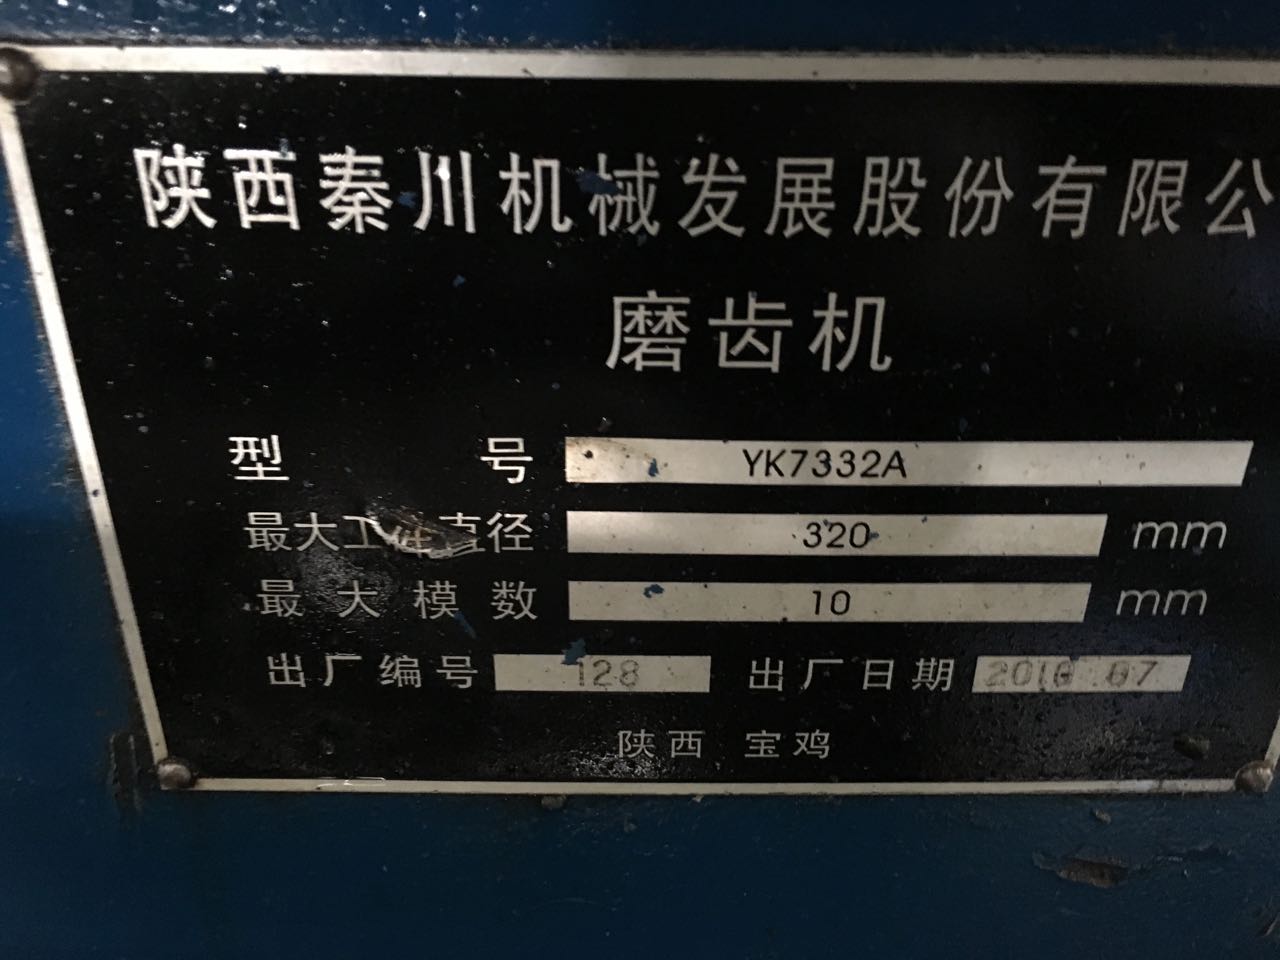 陕西秦川机械发展股份有限公
磨齿机
型 号 YK7332A
最大工件直径 320 mm
最大模数 10 mm
出厂编号 128 出厂日期 2010.07
陕西 宝鸡